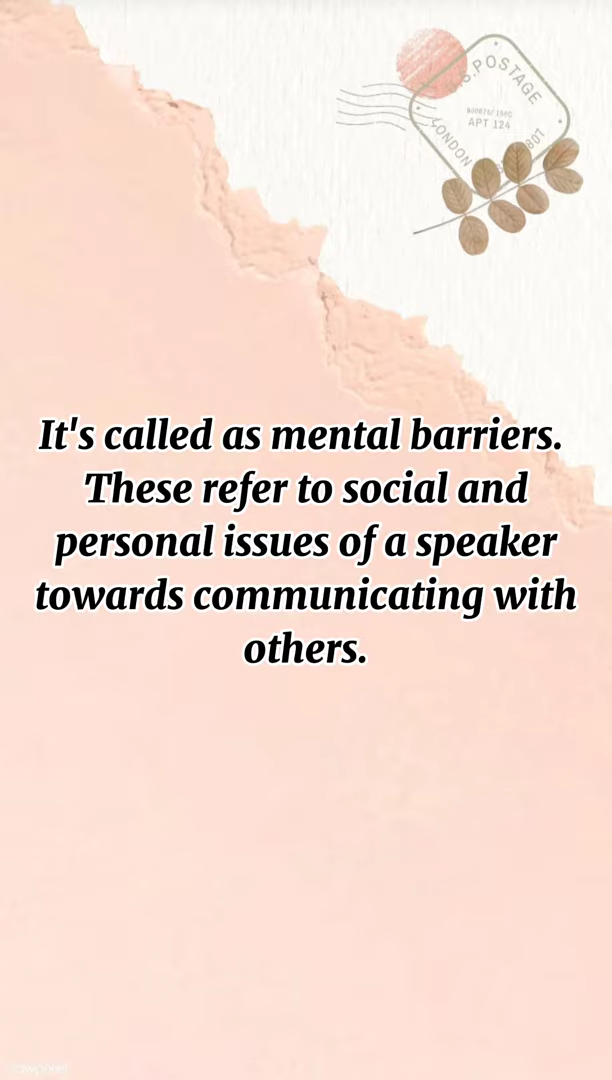 S.POSTAGE
APT 124
LONDON
It's called as mental barriers.
These refer to social and
personal issues of a speaker
towards communicating with
others.